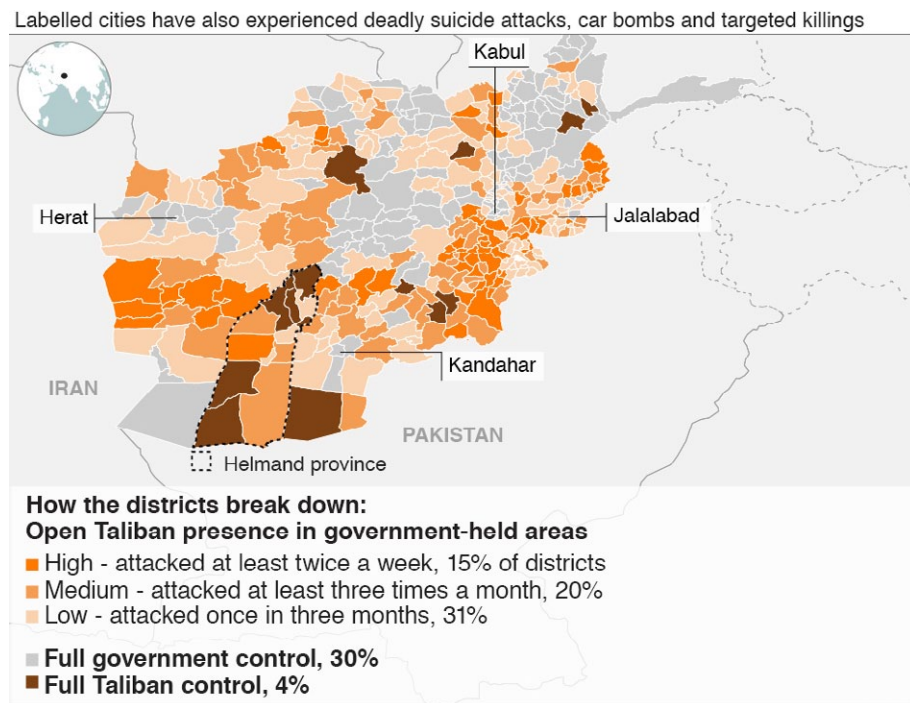 Labelled cities have also experienced deadly suicide attacks, car bombs and targeted killings
Kabul
Herat
Jalalabad
Kandahar
IRAN
PAKISTAN
Helmand province
How the districts break down:
Open Taliban presence in government-held areas
High - attacked at least twice a week, 15% of districts
Medium - attacked at least three times a month, 20%
Low - attacked once in three months, 31%
Full government control, 30%
Full Taliban control, 4%